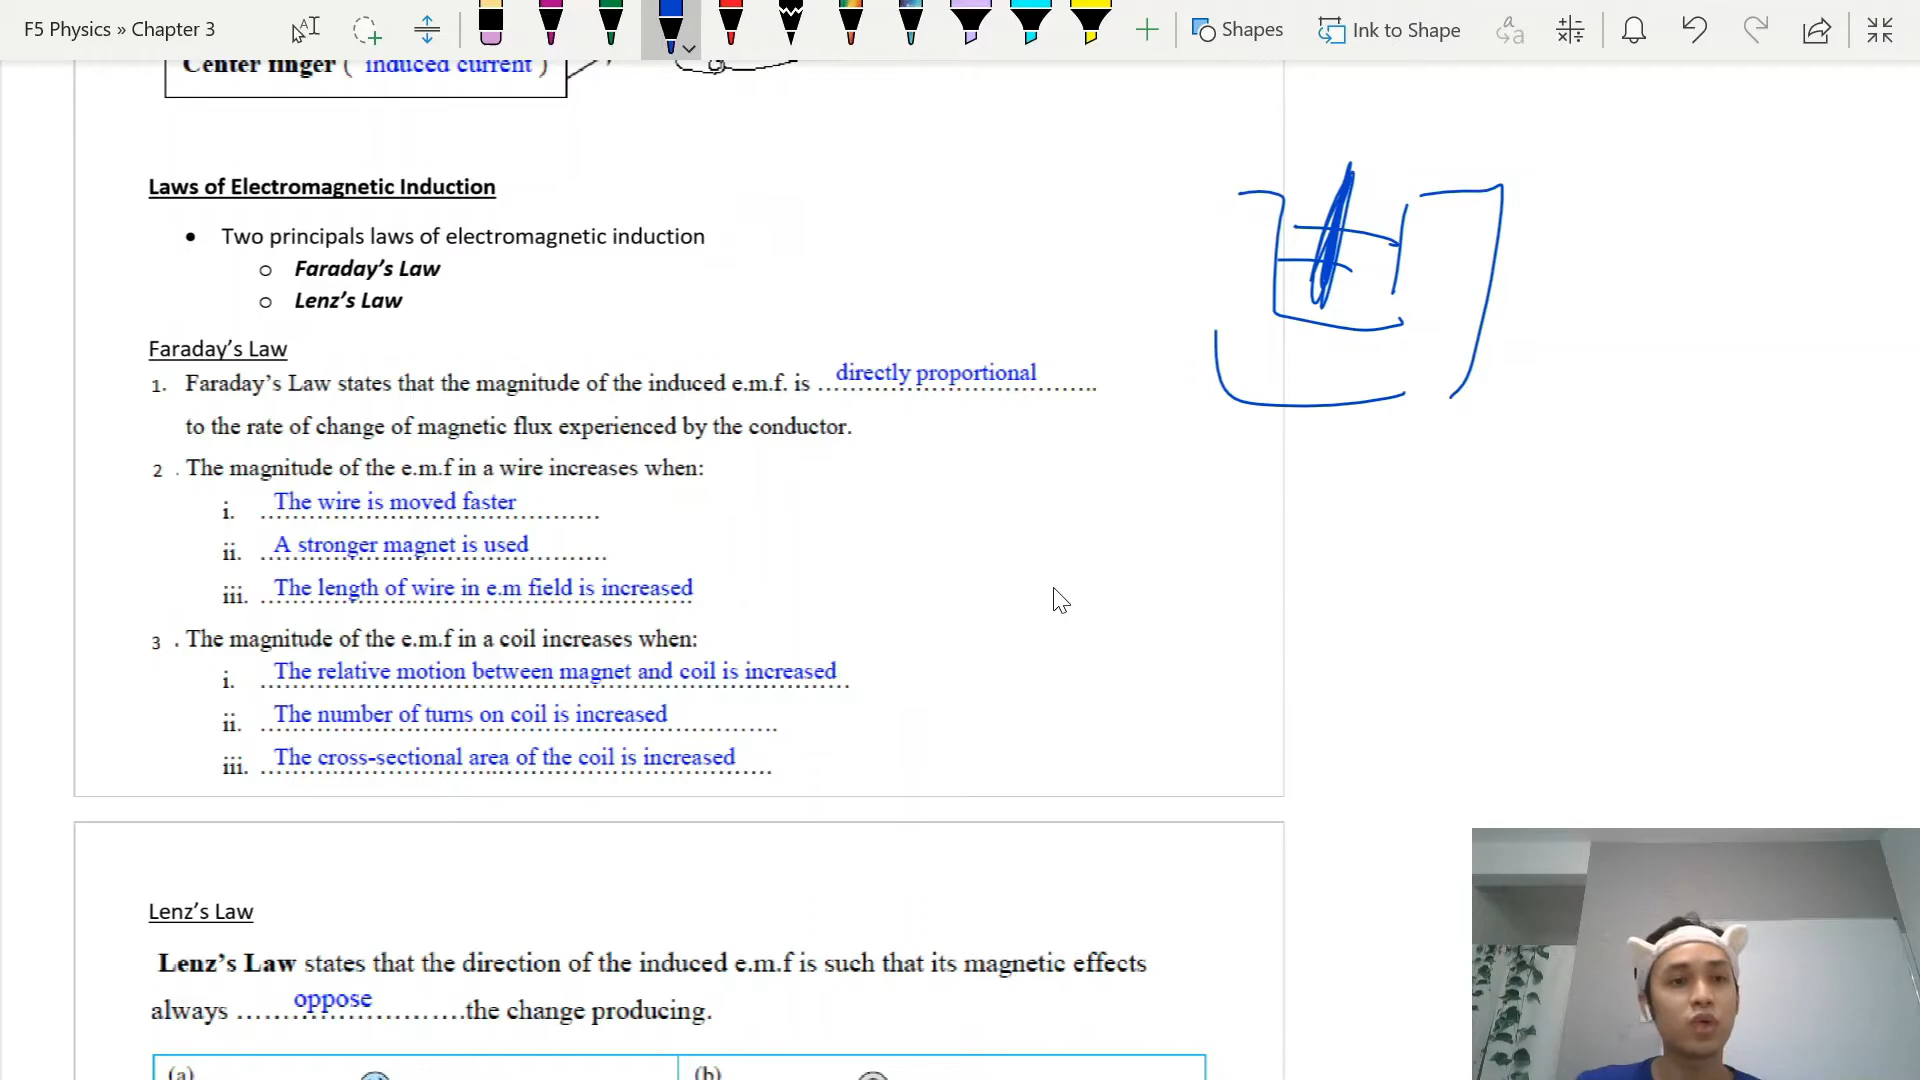 F5 Physics » Chapter 3
Shapes
Ink to Shape
Center finger ( induced current )
Laws of Electromagnetic Induction
• Two principals laws of electromagnetic induction
o Faraday's Law
o Lenz's Law
Faraday's Law
1. Faraday's Law states that the magnitude of the induced e.m.f. is directly proportional
to the rate of change of magnetic flux experienced by the conductor.
2 . The magnitude of the e.m.f in a wire increases when:
i. The wire is moved faster
ii. A stronger magnet is used
iii. The length of wire in e.m field is increased
3 . The magnitude of the e.m.f in a coil increases when:
i. The relative motion between magnet and coil is increased
ii. The number of turns on coil is increased
iii. The cross-sectional area of the coil is increased
Lenz's Law
Lenz's Law states that the direction of the induced e.m.f is such that its magnetic effects
always oppose the change producing.
(a)
(b)